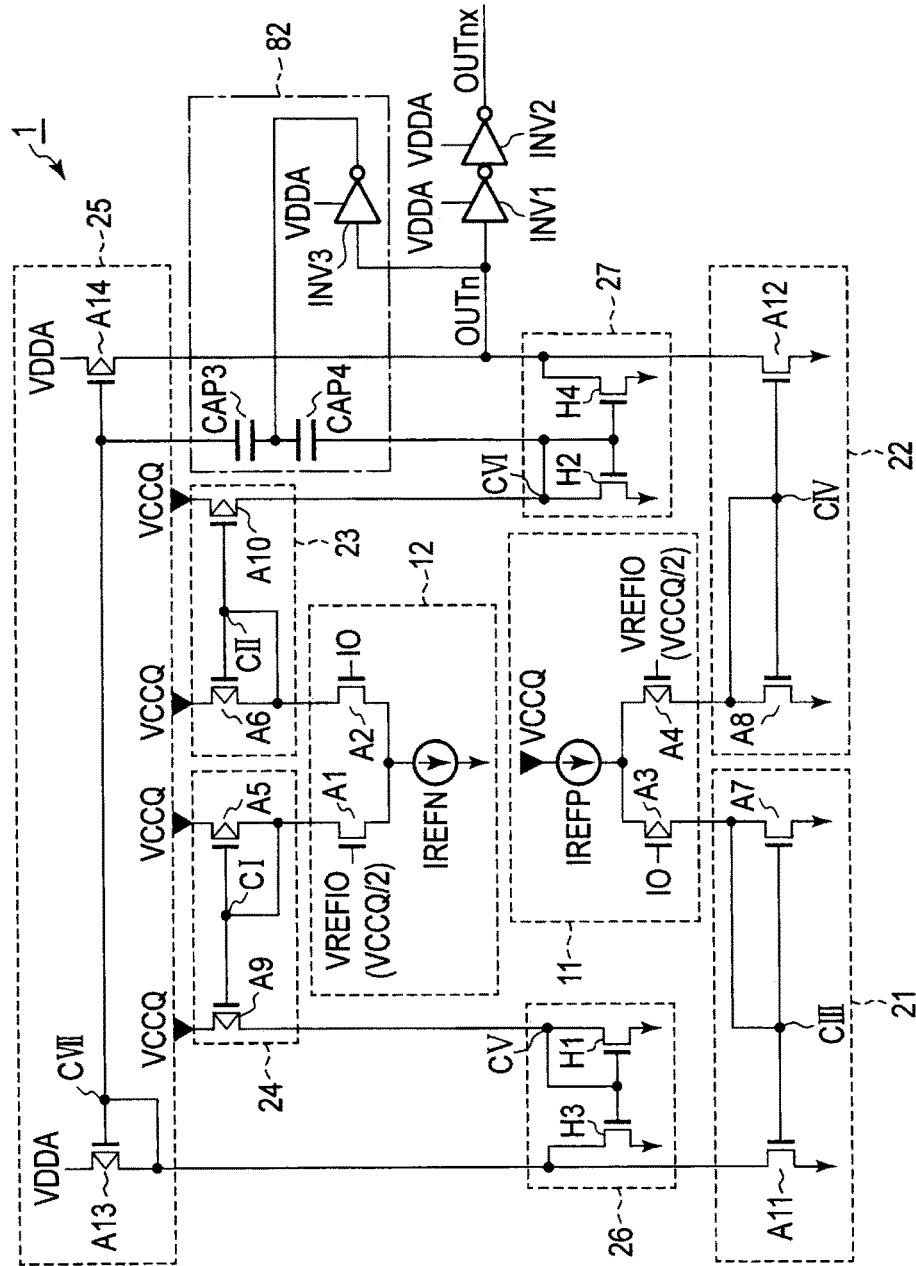 1
25
VDDA
A13
CVII
VDDA
A14
82
CAP3
CAP4
VDDA
INV3
VCCQ
A9
CI
VCCQ
A5
VCCQ
A6
CII
VCCQ
A10
24
23
VREFIO
(VCCQ/2)
A1
A2
IO
IREFN
12
CVI
H2
H4
27
OUTn
VDDA
INV1
VDDA
INV2
OUTnx
CV
H3
H1
26
11
VCCQ
IREFP
IO
A3
A4
VREFIO
(VCCQ/2)
A11
CIII
A7
21
A8
CIV
A12
22